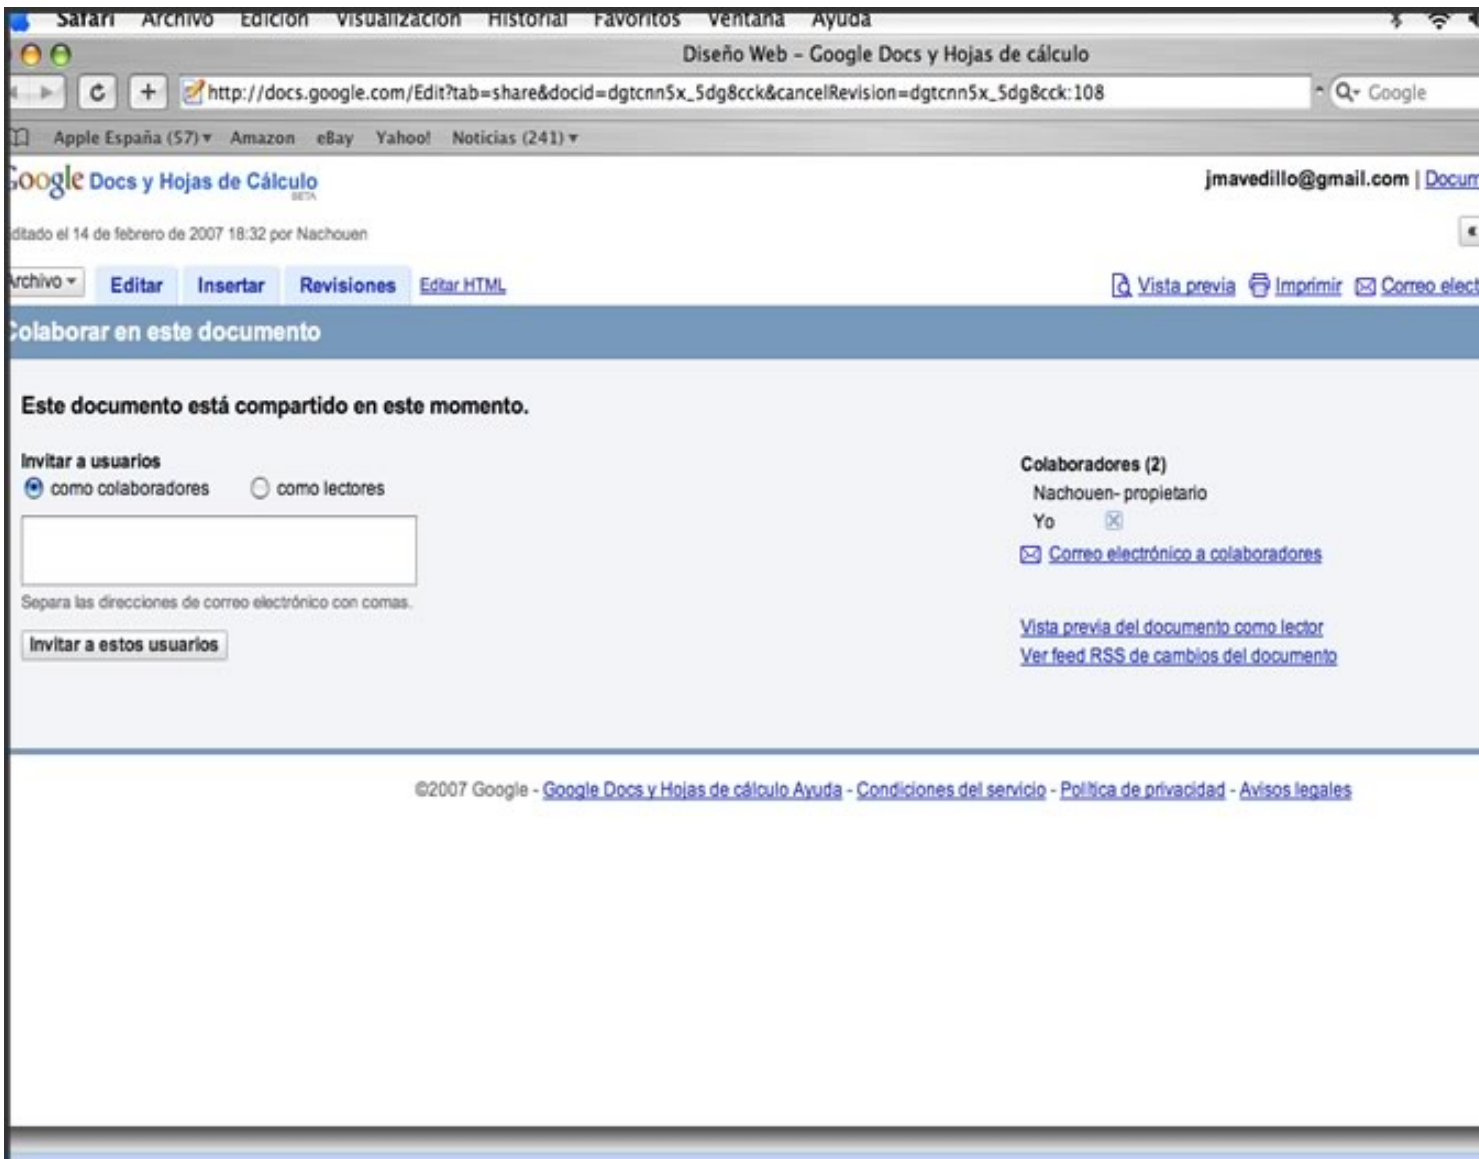 Safari Archivo Edición Visualización Historial Favoritos Ventana Ayuda
Diseño Web – Google Docs y Hojas de cálculo
http://docs.google.com/Edit?tab=share&docid=dgtcnn5x_5dg8cck&cancelRevision=dgtcnn5x_5dg8cck:108 Google
Apple España (57) Amazon eBay Yahoo! Noticias (241)
Google Docs y Hojas de Cálculo
BETA
jmavedillo@gmail.com | Docum
ditado el 14 de febrero de 2007 18:32 por Nachouen
Archivo Editar Insertar Revisiones Editar HTML Vista previa Imprimir Correo elect
Colaborar en este documento
Este documento está compartido en este momento.
Invitar a usuarios
como colaboradores como lectores
Separa las direcciones de correo electrónico con comas.
Invitar a estos usuarios
Colaboradores (2)
Nachouen- propietario
Yo
Correo electrónico a colaboradores
Vista previa del documento como lector
Ver feed RSS de cambios del documento
©2007 Google - Google Docs y Hojas de cálculo Ayuda - Condiciones del servicio - Política de privacidad - Avisos legales